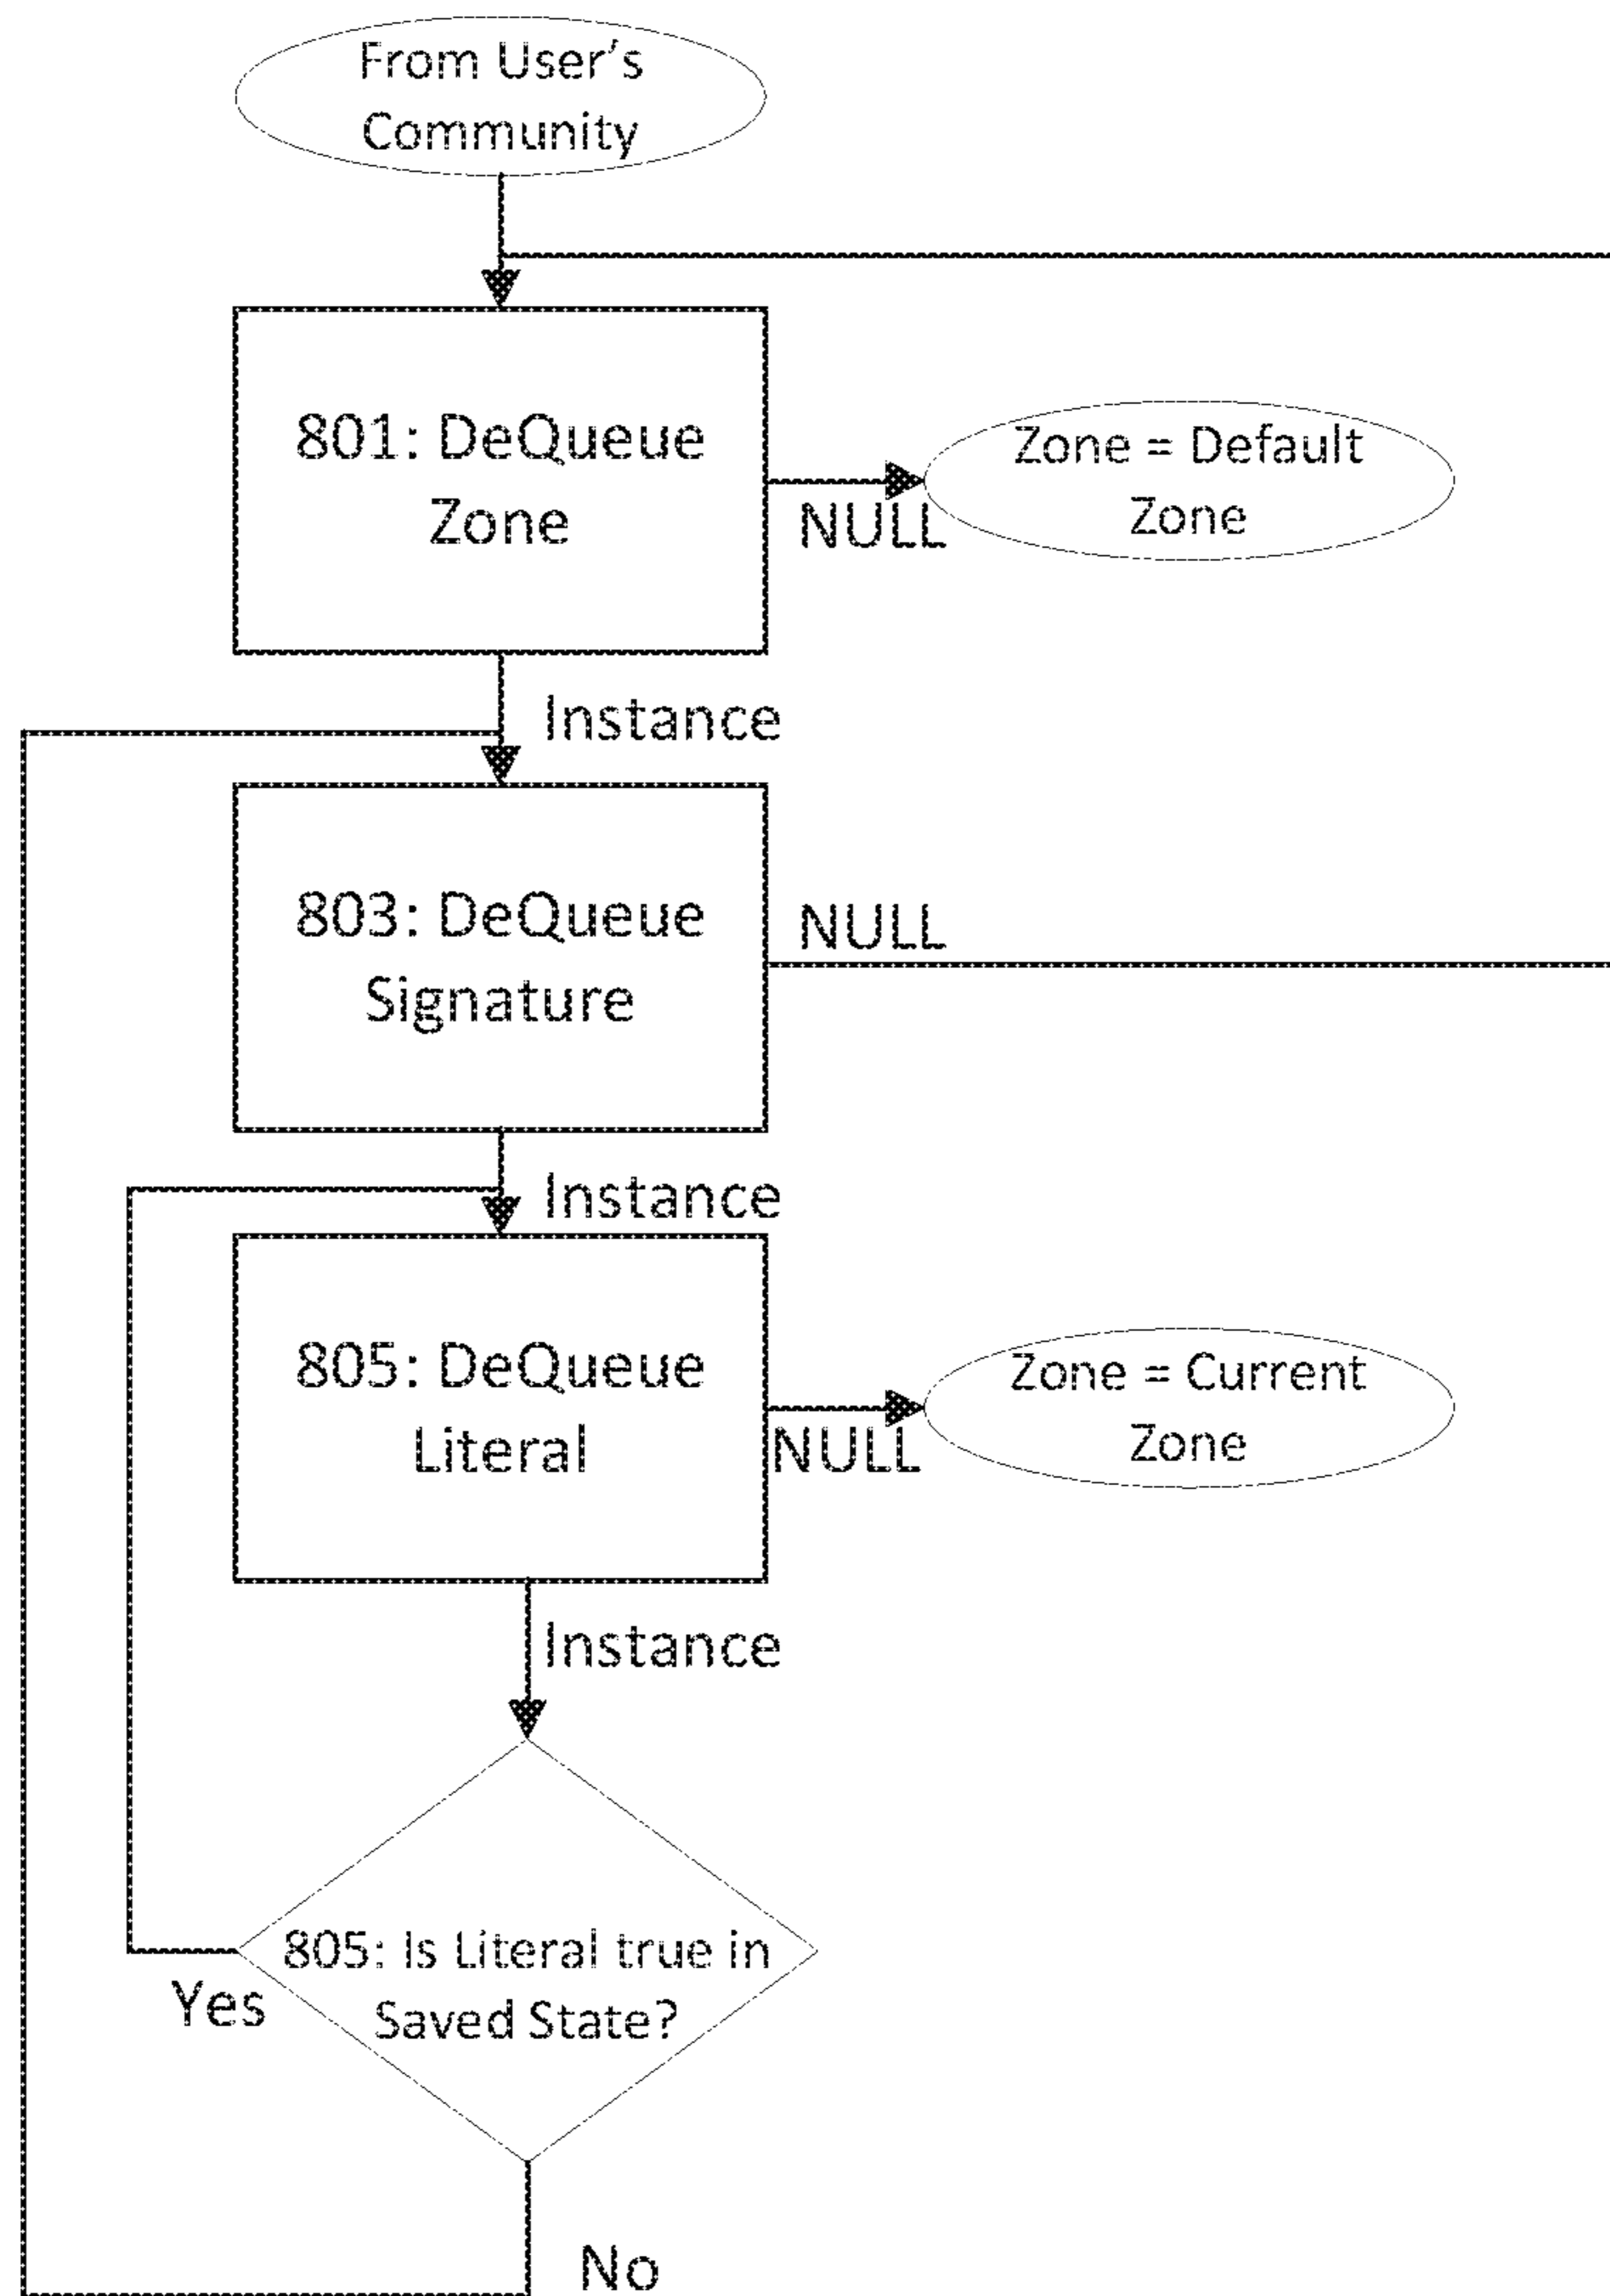 From User's
Community
801: DeQueue
Zone
NULL
Zone = Default
Zone
Instance
803: DeQueue
Signature
NULL
Instance
805: DeQueue
Literal
NULL
Zone = Current
Zone
Instance
805: Is Literal true in
Saved State?
Yes
No